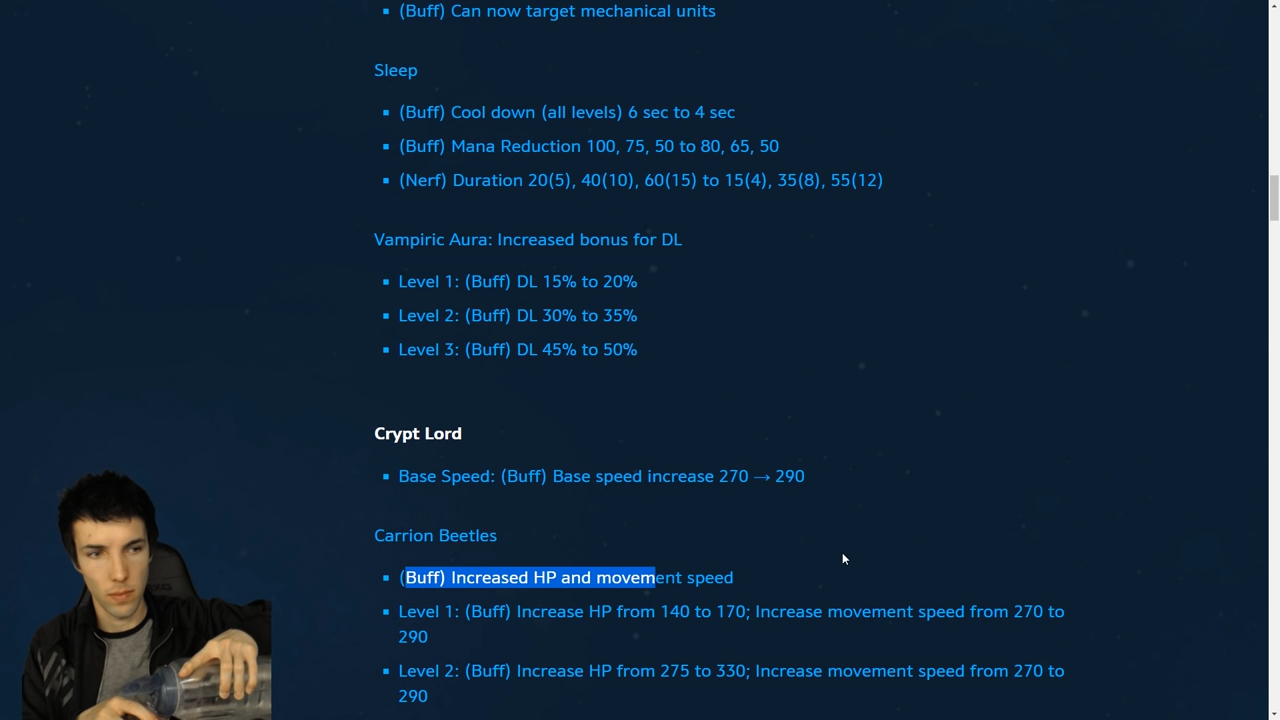 (Buff) Can now target mechanical units
Sleep
(Buff) Cool down (all levels) 6 sec to 4 sec
(Buff) Mana Reduction 100, 75, 50 to 80, 65, 50
(Nerf) Duration 20(5), 40(10), 60(15) to 15(4), 35(8), 55(12)
Vampiric Aura: Increased bonus for DL
Level 1: (Buff) DL 15% to 20%
Level 2: (Buff) DL 30% to 35%
Level 3: (Buff) DL 45% to 50%
Crypt Lord
Base Speed: (Buff) Base speed increase 270 → 290
Carrion Beetles
(Buff) Increased HP and movement speed
Level 1: (Buff) Increase HP from 140 to 170; Increase movement speed from 270 to
290
Level 2: (Buff) Increase HP from 275 to 330; Increase movement speed from 270 to
290